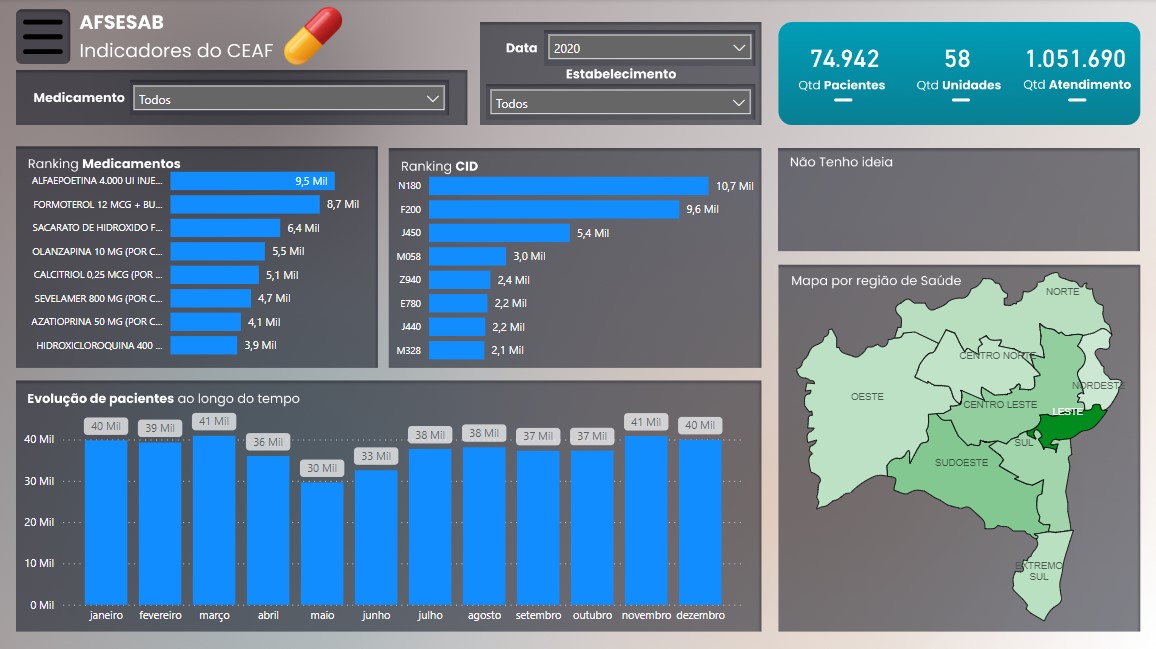 AFSESAB
Indicadores do CEAF
Medicamento
Todos
Data
2020
Estabelecimento
Todos
74.942
Qtd Pacientes
58
Qtd Unidades
1.051.690
Qtd Atendimento
Ranking Medicamentos
ALFAEPOETINA 4.000 UI INJE... 9,5 Mil
FORMOTEROL 12 MCG + BU... 8,7 Mil
SACARATO DE HIDROXIDO F... 6,4 Mil
OLANZAPINA 10 MG (POR C... 5,5 Mil
CALCITRIOL 0,25 MCG (POR ... 5,1 Mil
SEVELAMER 800 MG (POR C... 4,7 Mil
AZATIOPRINA 50 MG (POR C... 4,1 Mil
HIDROXICLOROQUINA 400 ... 3,9 Mil
Ranking CID
N180 10,7 Mil
F200 9,6 Mil
J450 5,4 Mil
M058 3,0 Mil
Z940 2,4 Mil
E780 2,2 Mil
J440 2,2 Mil
M328 2,1 Mil
Não Tenho ideia
Mapa por região de Saúde
NORTE
CENTRO NORTE
NORDESTE
OESTE
CENTRO LESTE
LESTE
SUL
SUDOESTE
EXTREMO
SUL
Evolução de pacientes ao longo do tempo
40 Mil 39 Mil 41 Mil 36 Mil 30 Mil 33 Mil 38 Mil 38 Mil 37 Mil 37 Mil 41 Mil 40 Mil
40 Mil
30 Mil
20 Mil
10 Mil
0 Mil
janeiro fevereiro março abril maio junho julho agosto setembro outubro novembro dezembro